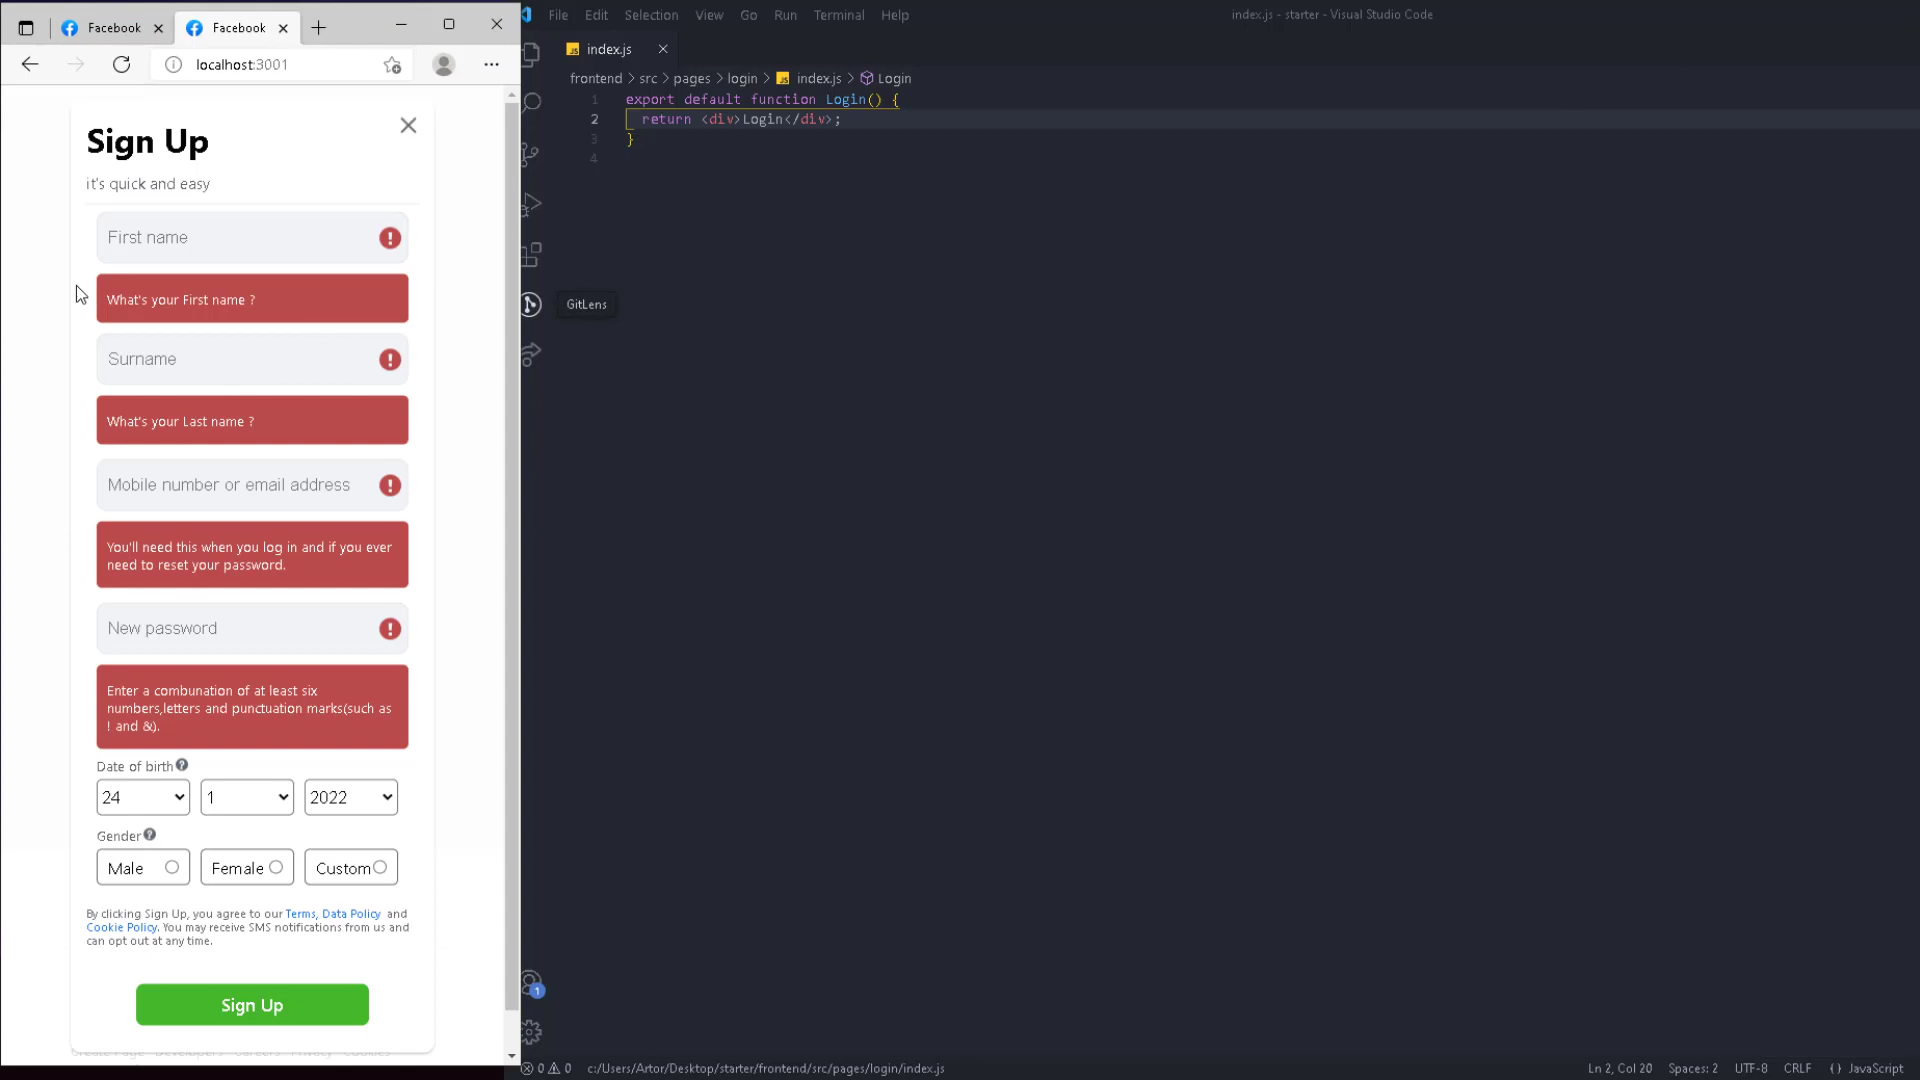 Facebook
Facebook
localhost:3001
Sign Up
it's quick and easy
First name
What's your First name ?
Surname
What's your Last name ?
Mobile number or email address
You'll need this when you log in and if you ever
need to reset your password.
New password
Enter a combunation of at least six
numbers,letters and punctuation marks(such as
! and &).
Date of birth
24
1
2022
Gender
Male
Female
Custom
By clicking Sign Up, you agree to our Terms, Data Policy and
Cookie Policy. You may receive SMS notifications from us and
can opt out at any time.
Sign Up
File Edit Selection View Go Run Terminal Help
index.js - starter - Visual Studio Code
JS index.js
frontend > src > pages > login > JS index.js > Login
1 export default function Login() {
2 return <div>Login</div>;
3 }
4
GitLens
1
0 0 c:/Users/Artor/Desktop/starter/frontend/src/pages/login/index.js
Ln 2, Col 20 Spaces: 2 UTF-8 CRLF {} JavaScript